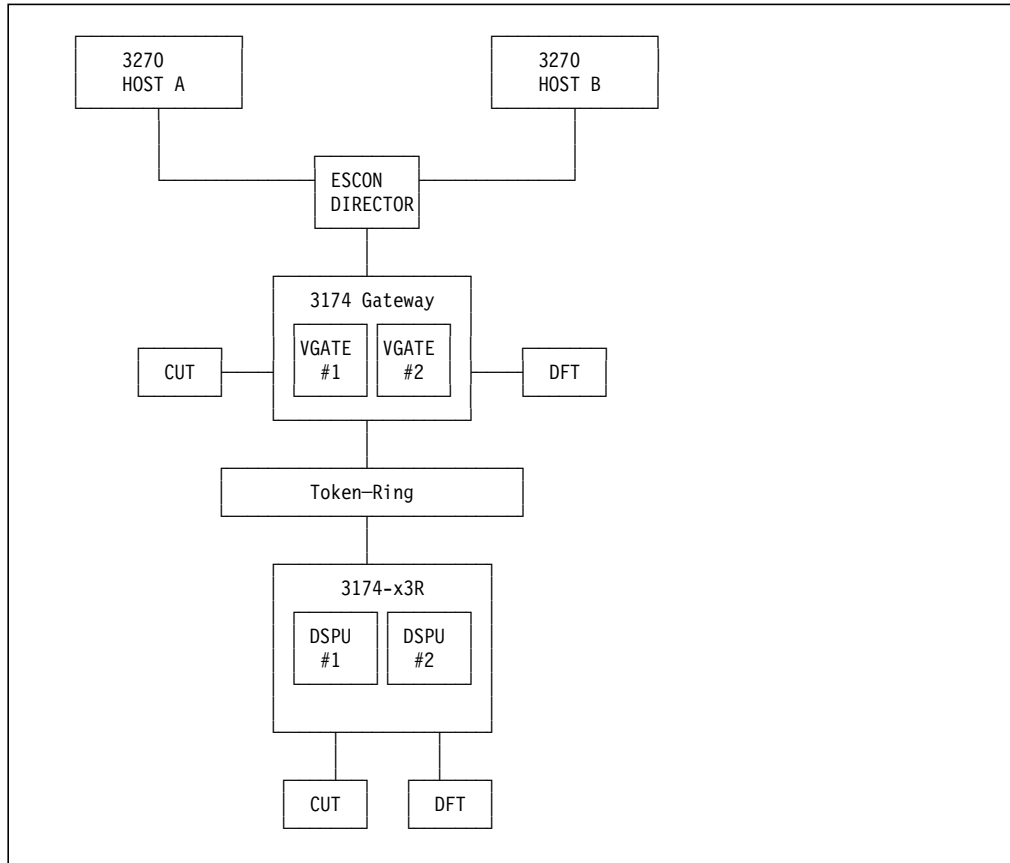 3270 3270
HOST A HOST B
ESCON
DIRECTOR
3174 Gateway
VGATE VGATE
#1 #2
CUT DFT
Token-Ring
3174-x3R
DSPU DSPU
#1 #2
CUT DFT